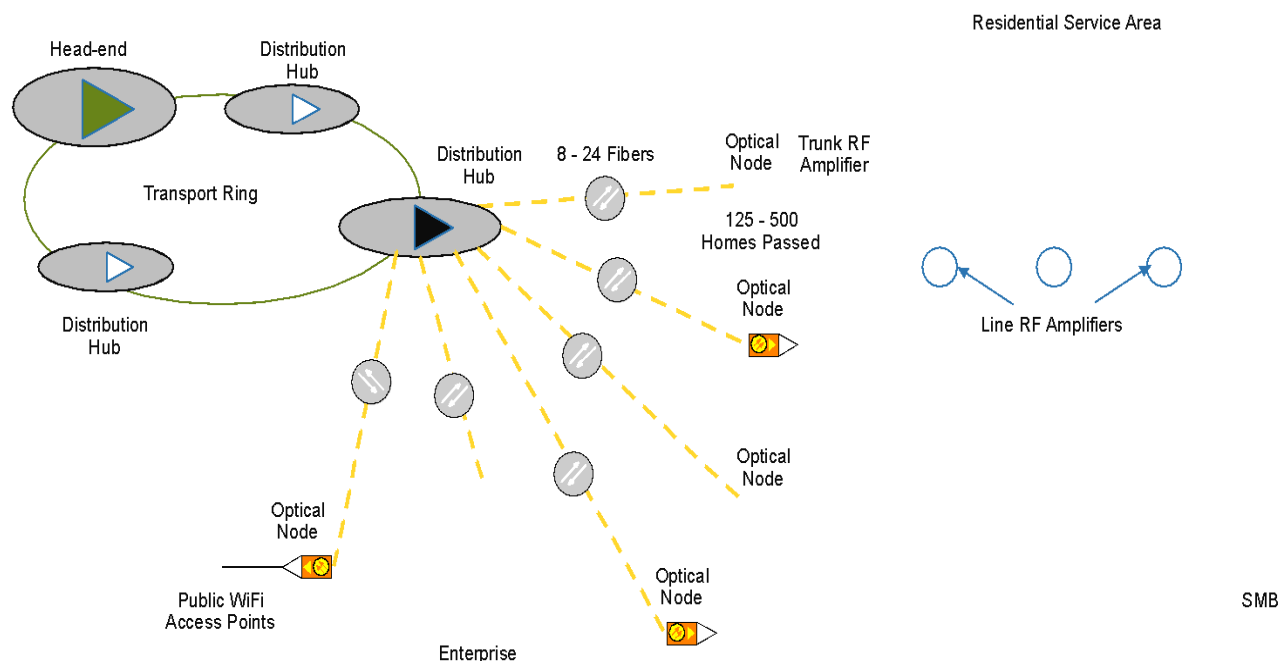 Residential Service Area
Head-end
Distribution
Hub
Distribution
Hub
8 - 24 Fibers
Optical
Node
Trunk RF
Amplifier
Transport Ring
125 - 500
Homes Passed
Optical
Node
Line RF Amplifiers
Distribution
Hub
Optical
Node
Optical
Node
Optical
Node
Public WiFi
Access Points
SMB
Enterprise